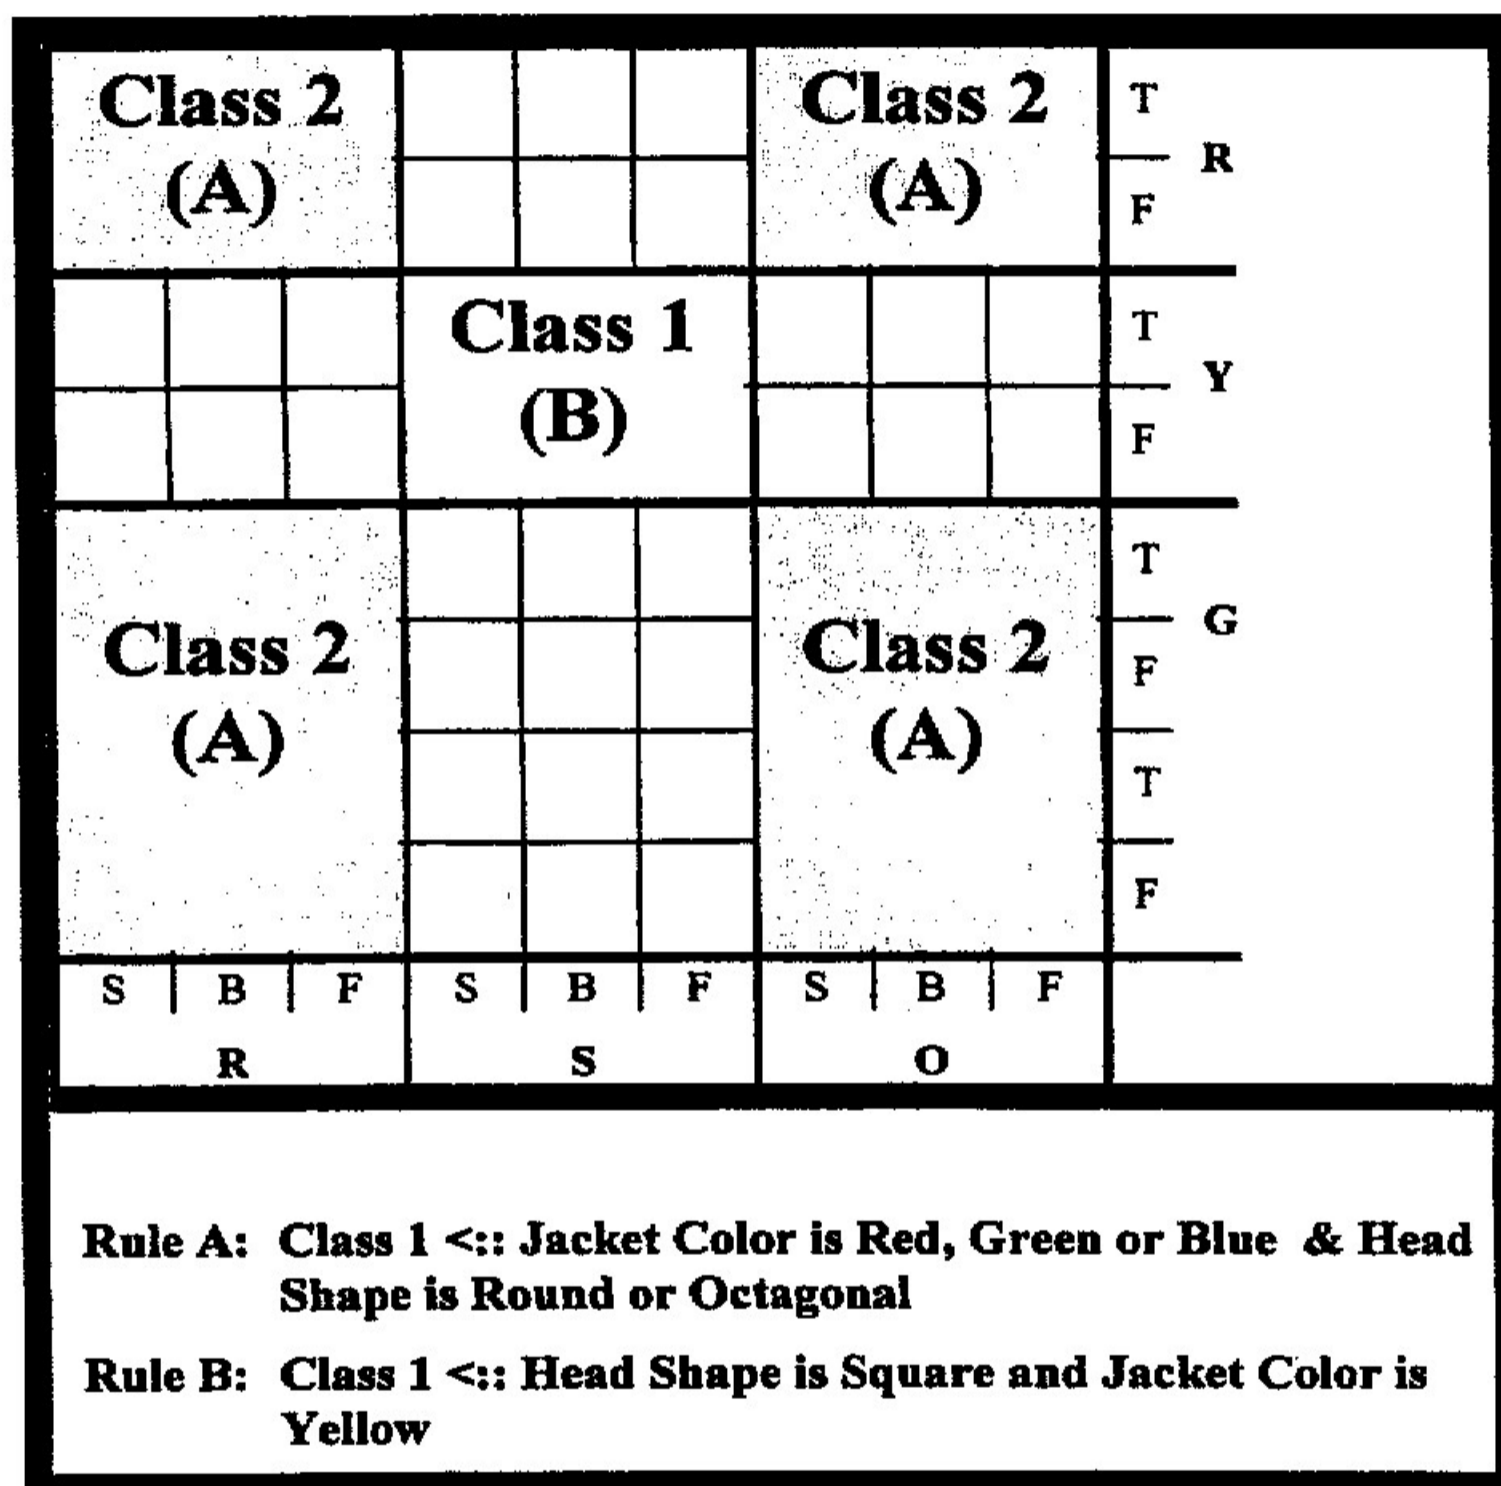 Class 2
(A)
Class 2
(A)
T
R
F
Class 1
(B)
T
Y
F
Class 2
(A)
Class 2
(A)
T
G
F
T
F
S B F S B F S B F
R S O
Rule A: Class 1 <:: Jacket Color is Red, Green or Blue & Head
Shape is Round or Octagonal
Rule B: Class 1 <:: Head Shape is Square and Jacket Color is
Yellow